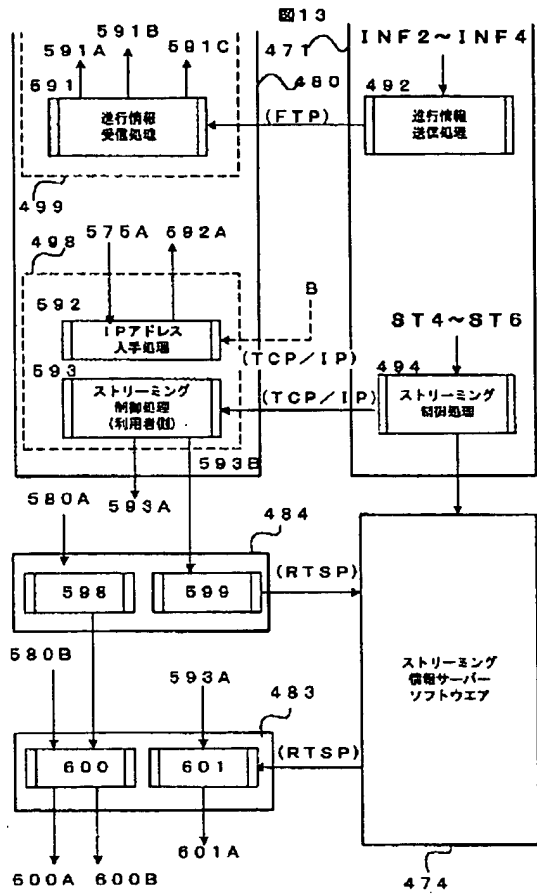 図13
591A
591B
591C
471
480
INF2〜INF4
591
進行情報
受信処理
(FTP)
492
進行情報
送信処理
499
498
575A
592A
592
IPアドレス
入手処理
B
(TCP/IP)
ST4〜ST6
593
ストリーミング
制御処理
(利用者側)
(TCP/IP)
494
ストリーミング
制御処理
593B
580A
593A
484
598
599
(RTSP)
ストリーミング
情報サーバー
ソフトウエア
580B
593A
483
600
601
(RTSP)
600A
600B
601A
474